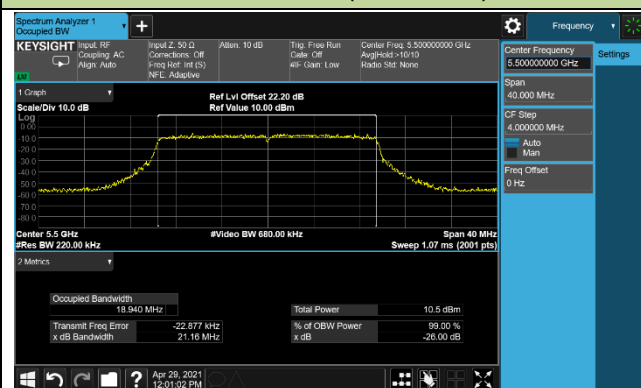 Spectrum Analyzer 1
Occupied BW
Frequency
KEYSIGHT
Input: RF
Coupling: AC
Align: Auto
Input Z: 50 Ω
Corrections: Off
Freq Ref: Int (S)
NFE: Adaptive
Atten: 10 dB
Trig: Free Run
Gate: Off
#IF Gain: Low
Center Freq: 5.500000000 GHz
Avg|Hold:>10/10
Radio Std: None
LXI
Center Frequency
5.500000000 GHz
Settings
Span
40.000 MHz
CF Step
4.000000 MHz
Auto
Man
Freq Offset
0 Hz
1 Graph
Scale/Div 10.0 dB
Ref Lvl Offset 22.20 dB
Ref Value 10.00 dBm
Log
0.00
-10.0
-20.0
-30.0
-40.0
-50.0
-60.0
-70.0
-80.0
Center 5.5 GHz
#Res BW 220.00 kHz
#Video BW 680.00 kHz
Span 40 MHz
Sweep 1.07 ms (2001 pts)
2 Metrics
Occupied Bandwidth
18.940 MHz
Total Power
10.5 dBm
Transmit Freq Error
-22.877 kHz
% of OBW Power
99.00 %
x dB Bandwidth
21.16 MHz
x dB
-26.00 dB
Apr 29, 2021
12:01:02 PM